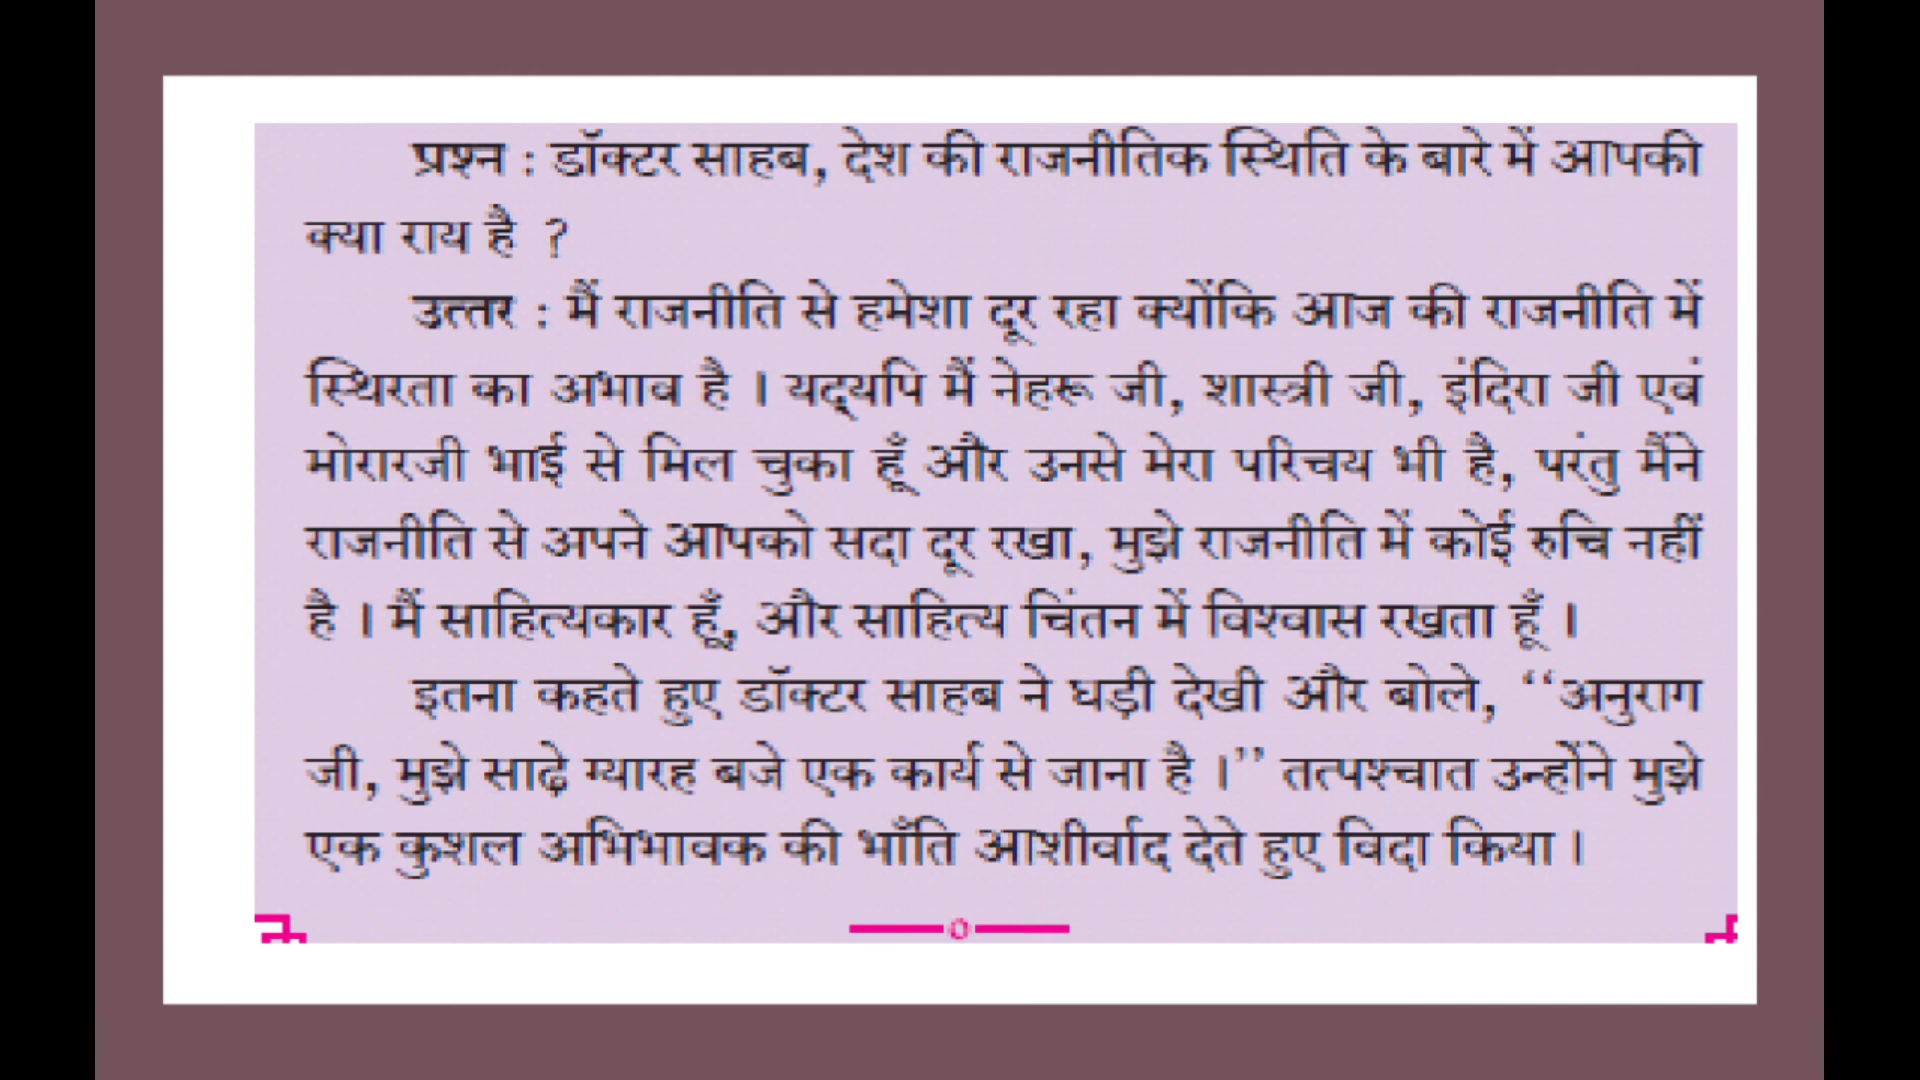 प्रश्न : डॉक्टर साहब, देश की राजनीतिक स्थिति के बारे में आपकी
क्या राय है ?
उत्तर : मैं राजनीति से हमेशा दूर रहा क्योंकि आज की राजनीति में
स्थिरता का अभाव है । यद्यपि मैं नेहरू जी, शास्त्री जी, इंदिरा जी एवं
मोरारजी भाई से मिल चुका हूँ और उनसे मेरा परिचय भी है, परंतु मैंने
राजनीति से अपने आपको सदा दूर रखा, मुझे राजनीति में कोई रुचि नहीं
है । मैं साहित्यकार हूँ, और साहित्य चिंतन में विश्वास रखता हूँ ।
इतना कहते हुए डॉक्टर साहब ने घड़ी देखी और बोले, ‘‘अनुराग
जी, मुझे साढ़े ग्यारह बजे एक कार्य से जाना है ।’’ तत्पश्चात उन्होंने मुझे
एक कुशल अभिभावक की भाँति आशीर्वाद देते हुए विदा किया ।